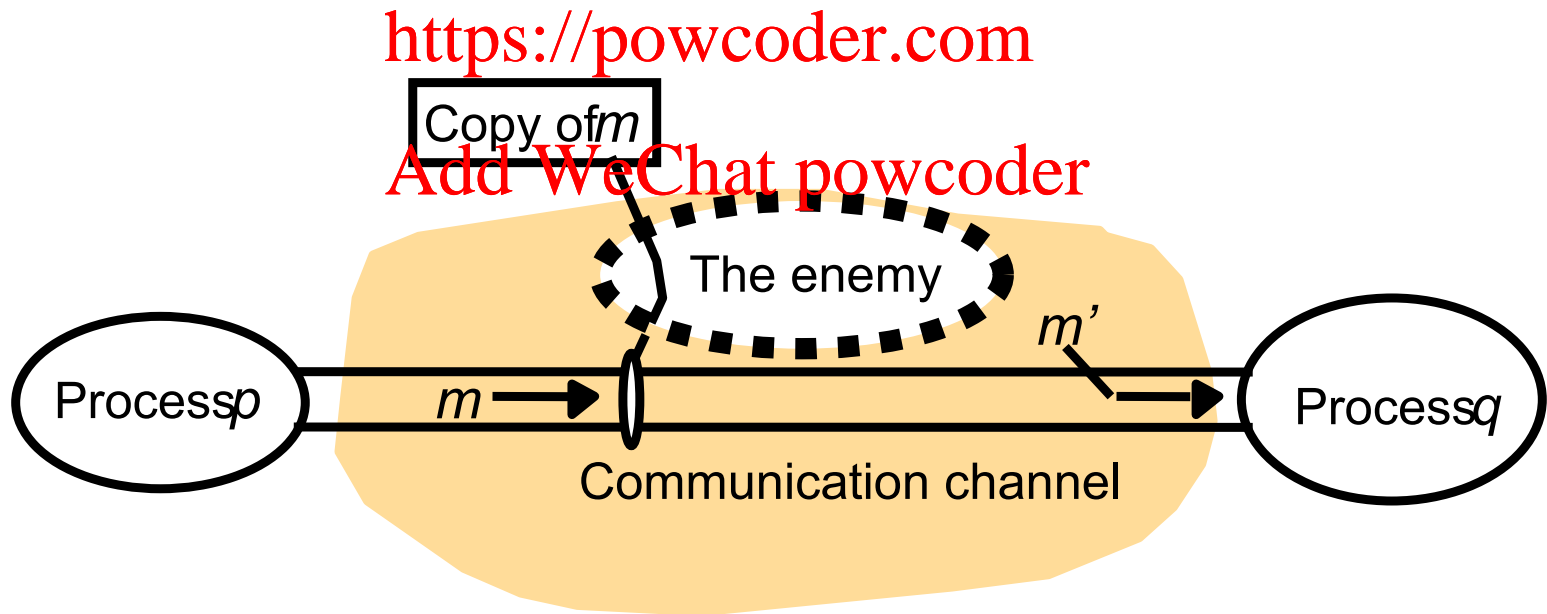 https://powcoder.com
Copy of m
Add WeChat powcoder
The enemy
m’
Process p
m
Process q
Communication channel